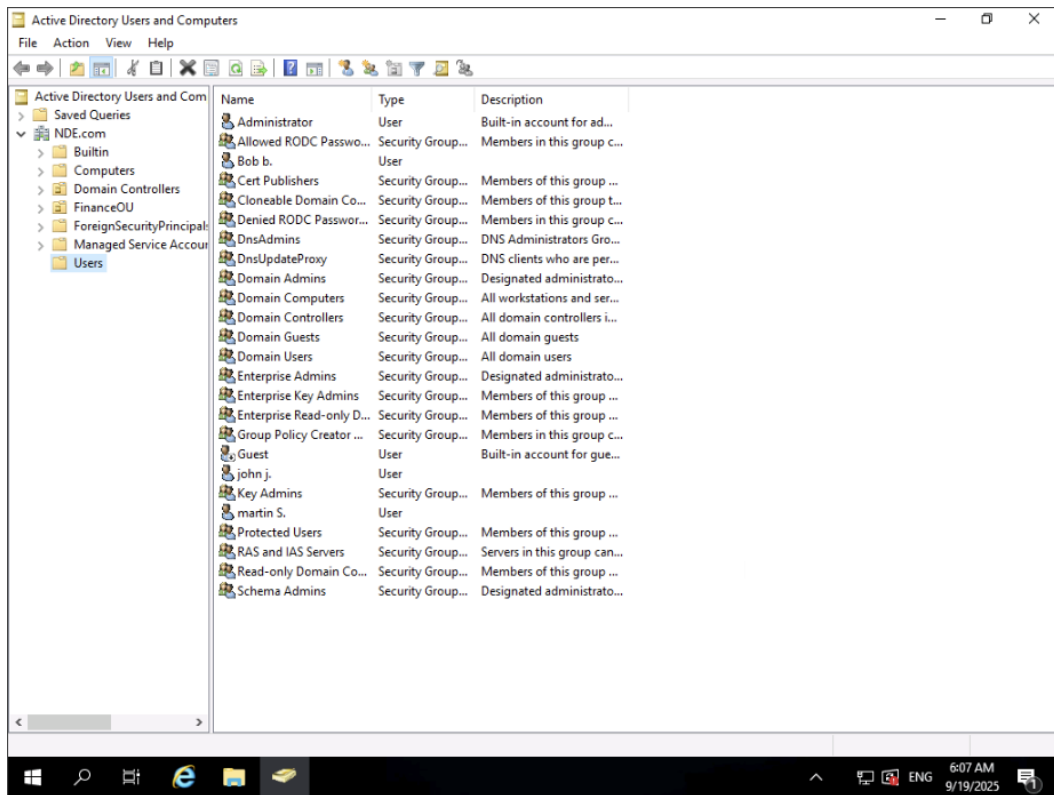 Active Directory Users and Computers
File Action View Help
Active Directory Users and Com
Saved Queries
NDE.com
Builtin
Computers
Domain Controllers
FinanceOU
ForeignSecurityPrincipals
Managed Service Accour
Users
Name Type Description
Administrator User Built-in account for ad...
Allowed RODC Passwo... Security Group... Members in this group c...
Bob b. User
Cert Publishers Security Group... Members of this group ...
Cloneable Domain Co... Security Group... Members of this group t...
Denied RODC Passwor... Security Group... Members in this group c...
DnsAdmins Security Group... DNS Administrators Gro...
DnsUpdateProxy Security Group... DNS clients who are per...
Domain Admins Security Group... Designated administrato...
Domain Computers Security Group... All workstations and ser...
Domain Controllers Security Group... All domain controllers i...
Domain Guests Security Group... All domain guests
Domain Users Security Group... All domain users
Enterprise Admins Security Group... Designated administrato...
Enterprise Key Admins Security Group... Members of this group ...
Enterprise Read-only D... Security Group... Members of this group ...
Group Policy Creator ... Security Group... Members in this group c...
Guest User Built-in account for gue...
john j. User
Key Admins Security Group... Members of this group ...
martin S. User
Protected Users Security Group... Members of this group ...
RAS and IAS Servers Security Group... Servers in this group can...
Read-only Domain Co... Security Group... Members of this group ...
Schema Admins Security Group... Designated administrato...
ENG
6:07 AM
9/19/2025
1